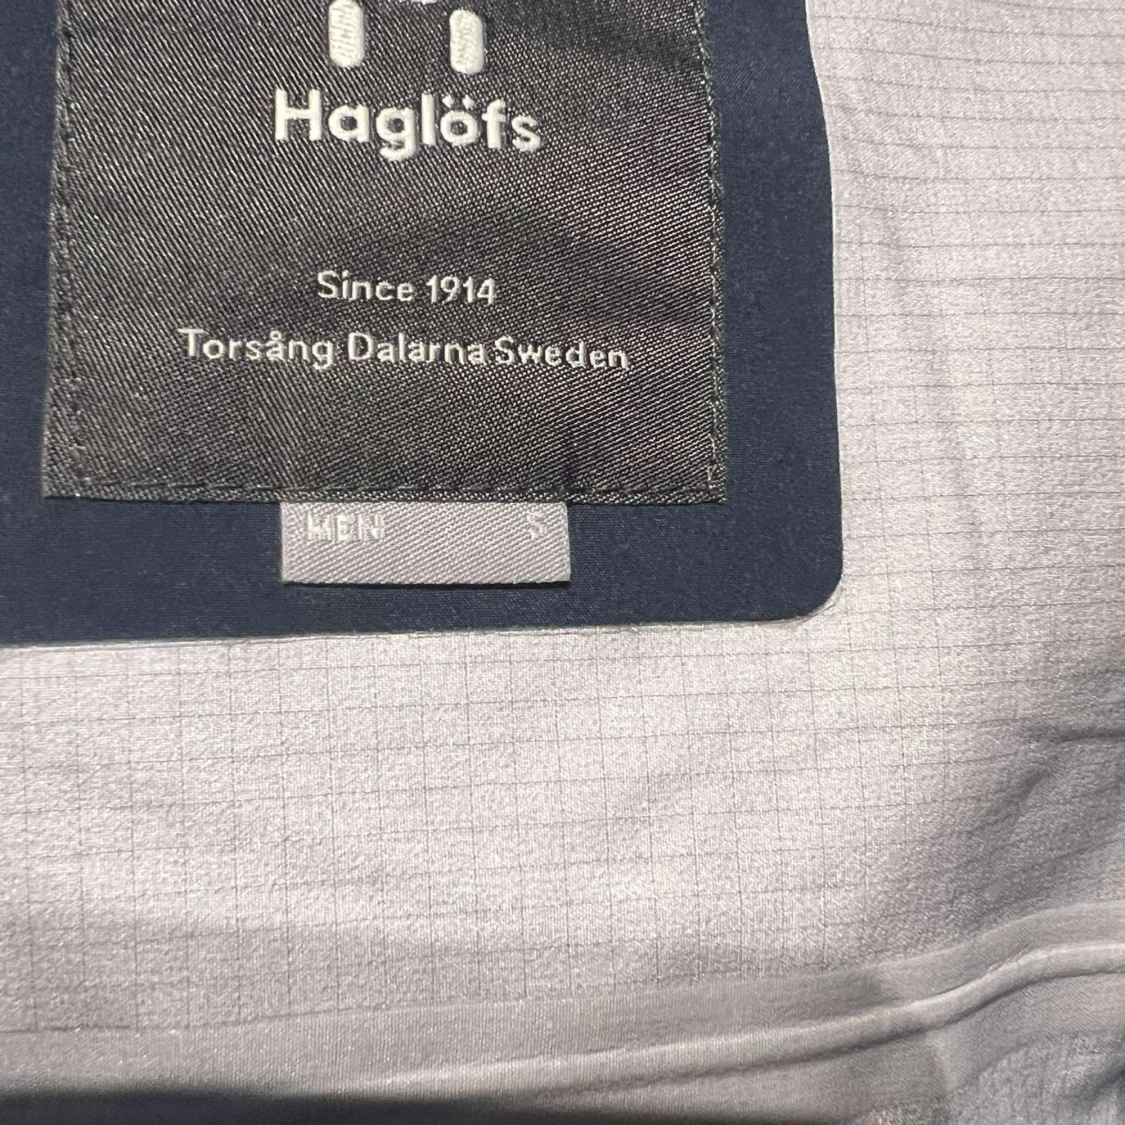 Haglöfs
Since 1914
Torsång Dalarna Sweden
MEN S